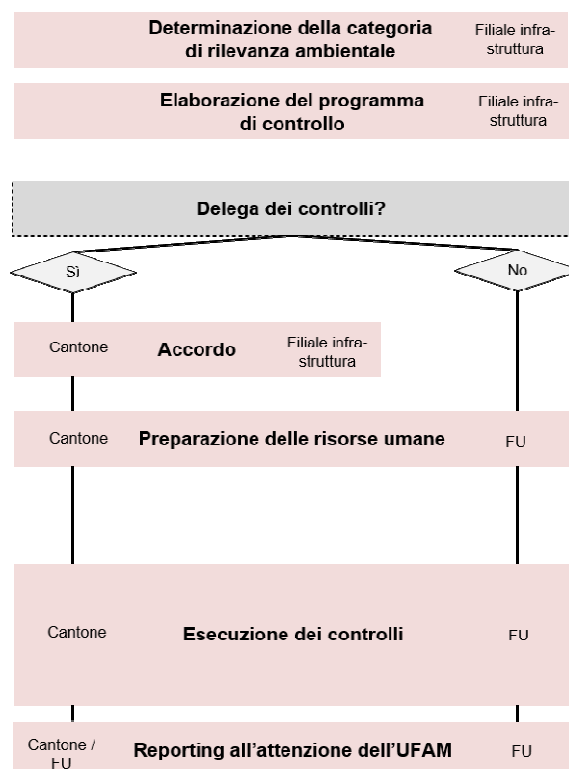 Determinazione della categoria
di rilevanza ambientale
Filiale infra-
struttura
Elaborazione del programma
di controllo
Filiale infra-
struttura
Delega dei controlli?
Sì
No
Cantone
Accordo
Filiale infra-
struttura
Cantone
Preparazione delle risorse umane
FU
Cantone
Esecuzione dei controlli
FU
Cantone /
FU
Reporting all'attenzione dell'UFAM
FU